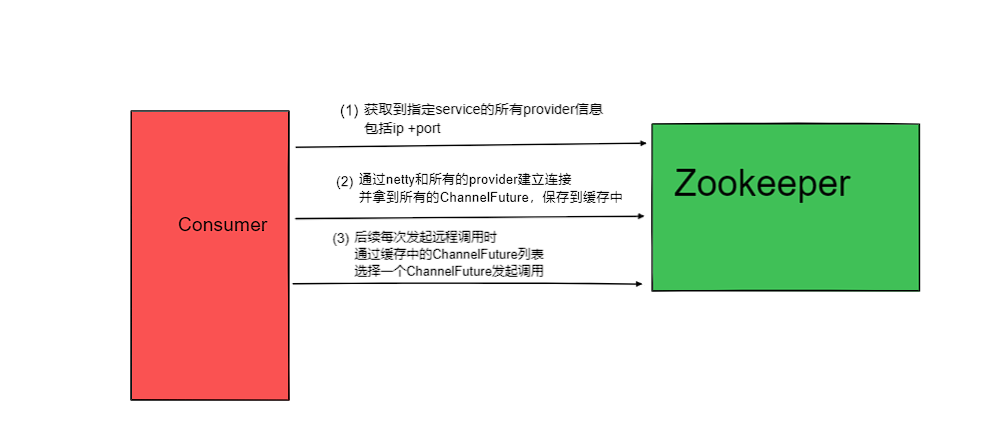 (1) 获取到指定service的所有provider信息
包括ip +port
Zookeeper
(2) 通过netty和所有的provider建立连接
并拿到所有的ChannelFuture，保存到缓存中
Consumer
(3) 后续每次发起远程调用时
通过缓存中的ChannelFuture列表
选择一个ChannelFuture发起调用